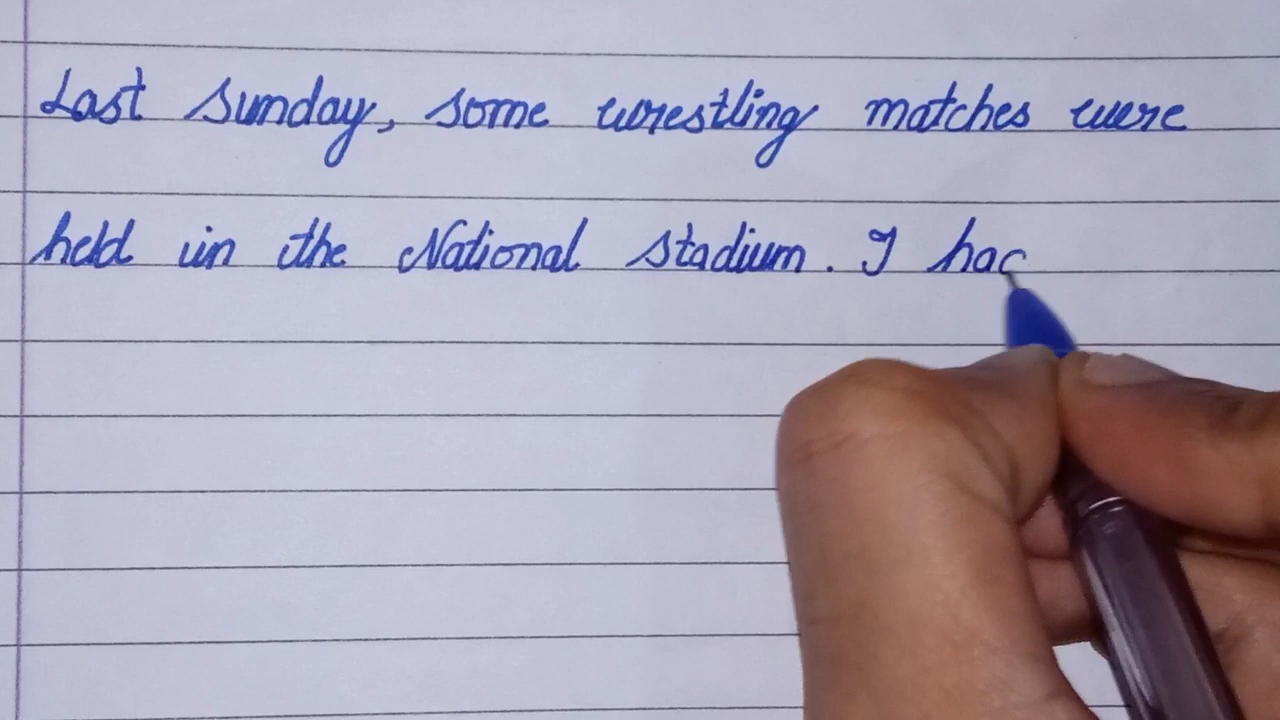 Last Sunday, some wrestling matches were
held in the National Stadium. I hac